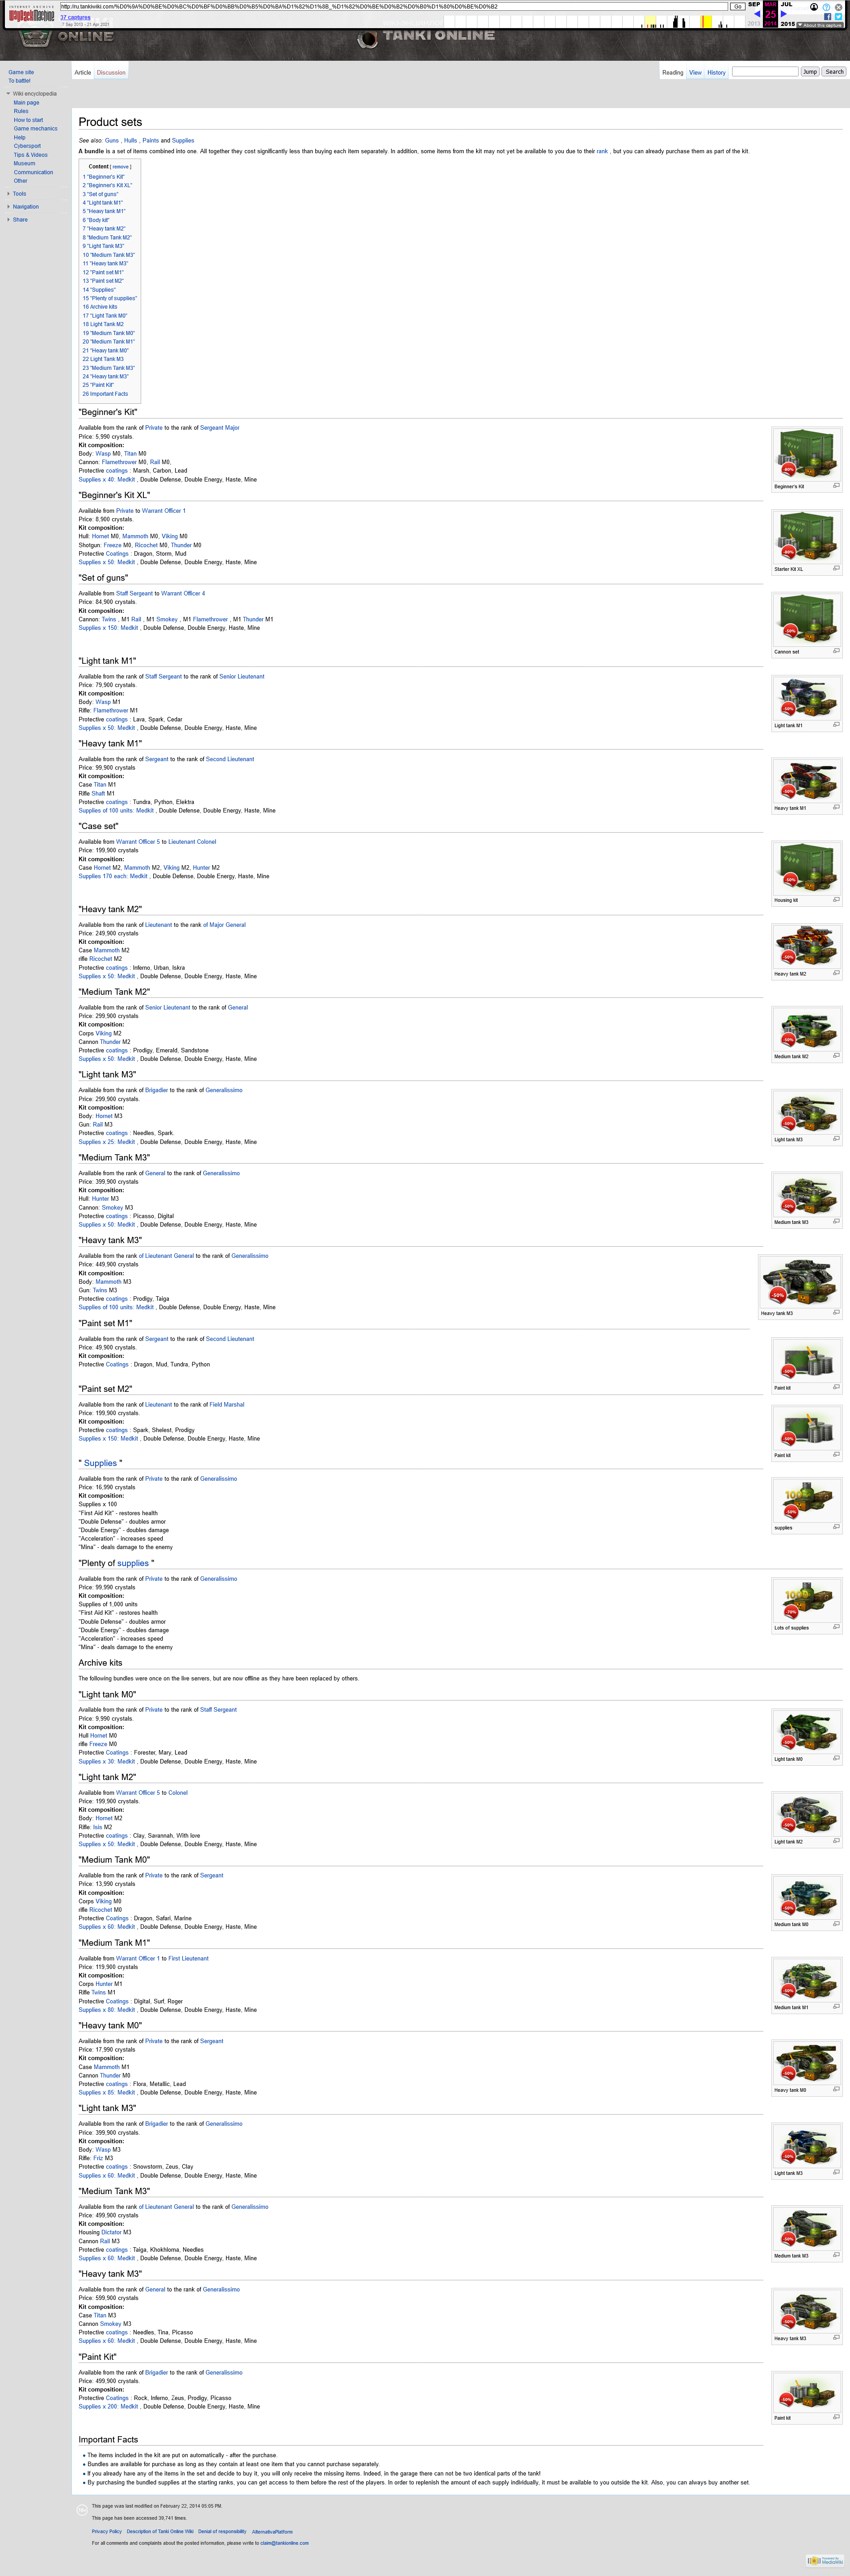 INTERNET ARCHIVE
WayBackMachine
http://ru.tankiwiki.com/%D0%9A%D0%BE%D0%BC%D0%BF%D0%BB%D0%B5%D0%BA%D1%82%D1%8B_%D1%82%D0%BE%D0%B2%D0%B0%D1%80%D0%BE%D0%B2
Go
SEP MAR JUL
37 captures
25
7 Sep 2013 - 21 Apr 2021
2013 2014 2015
About this capture
ONLINE
TANKI ONLINE
Game site
To battle!
Wiki encyclopedia
Main page
Rules
How to start
Game mechanics
Help
Cybersport
Tips & Videos
Museum
Communication
Other
Tools
Navigation
Share
Article Discussion
Reading View History
Jump Search
Product sets
See also: Guns , Hulls , Paints and Supplies
A bundle is a set of items combined into one. All together they cost significantly less than buying each item separately. In addition, some items from the kit may not yet be available to you due to their rank , but you can already purchase them as part of the kit.
Content [ remove ]
1 "Beginner's Kit"
2 "Beginner's Kit XL"
3 "Set of guns"
4 "Light tank M1"
5 "Heavy tank M1"
6 "Body kit"
7 "Heavy tank M2"
8 "Medium Tank M2"
9 "Light Tank M3"
10 "Medium Tank M3"
11 "Heavy tank M3"
12 "Paint set M1"
13 "Paint set M2"
14 "Supplies"
15 "Plenty of supplies"
16 Archive kits
17 "Light Tank M0"
18 Light Tank M2
19 "Medium Tank M0"
20 "Medium Tank M1"
21 "Heavy tank M0"
22 Light Tank M3
23 "Medium Tank M3"
24 "Heavy tank M3"
25 "Paint Kit"
26 Important Facts
"Beginner's Kit"
Available from the rank of Private to the rank of Sergeant Major
Price: 5,990 crystals.
Kit composition:
Body: Wasp M0, Titan M0
Cannon: Flamethrower M0, Rail M0,
Protective coatings : Marsh, Carbon, Lead
Supplies x 40: Medkit , Double Defense, Double Energy, Haste, Mine
Beginner's Kit
"Beginner's Kit XL"
Available from Private to Warrant Officer 1
Price: 8,900 crystals.
Kit composition:
Hull: Hornet M0, Mammoth M0, Viking M0
Shotgun: Freeze M0, Ricochet M0, Thunder M0
Protective Coatings : Dragon, Storm, Mud
Supplies x 50: Medkit , Double Defense, Double Energy, Haste, Mine
Starter Kit XL
"Set of guns"
Available from Staff Sergeant to Warrant Officer 4
Price: 84,900 crystals.
Kit composition:
Cannon: Twins , M1 Rail , M1 Smokey , M1 Flamethrower , M1 Thunder M1
Supplies x 150: Medkit , Double Defense, Double Energy, Haste, Mine
Cannon set
"Light tank M1"
Available from the rank of Staff Sergeant to the rank of Senior Lieutenant
Price: 79,900 crystals.
Kit composition:
Body: Wasp M1
Rifle: Flamethrower M1
Protective coatings : Lava, Spark, Cedar
Supplies x 50: Medkit , Double Defense, Double Energy, Haste, Mine
Light tank M1
"Heavy tank M1"
Available from the rank of Sergeant to the rank of Second Lieutenant
Price: 99,900 crystals
Kit composition:
Case Titan M1
Rifle Shaft M1
Protective coatings : Tundra, Python, Elektra
Supplies of 100 units: Medkit , Double Defense, Double Energy, Haste, Mine
Heavy tank M1
"Case set"
Available from Warrant Officer 5 to Lieutenant Colonel
Price: 199,900 crystals
Kit composition:
Case Hornet M2, Mammoth M2, Viking M2, Hunter M2
Supplies 170 each: Medkit , Double Defense, Double Energy, Haste, Mine
Housing kit
"Heavy tank M2"
Available from the rank of Lieutenant to the rank of Major General
Price: 249,900 crystals
Kit composition:
Case Mammoth M2
rifle Ricochet M2
Protective coatings : Inferno, Urban, Iskra
Supplies x 50: Medkit , Double Defense, Double Energy, Haste, Mine
Heavy tank M2
"Medium Tank M2"
Available from the rank of Senior Lieutenant to the rank of General
Price: 299,900 crystals
Kit composition:
Corps Viking M2
Cannon Thunder M2
Protective coatings : Prodigy, Emerald, Sandstone
Supplies x 50: Medkit , Double Defense, Double Energy, Haste, Mine
Medium tank M2
"Light tank M3"
Available from the rank of Brigadier to the rank of Generalissimo
Price: 299,900 crystals.
Kit composition:
Body: Hornet M3
Gun: Rail M3
Protective coatings : Needles, Spark.
Supplies x 25: Medkit , Double Defense, Double Energy, Haste, Mine
Light tank M3
"Medium Tank M3"
Available from the rank of General to the rank of Generalissimo
Price: 399,900 crystals
Kit composition:
Hull: Hunter M3
Cannon: Smokey M3
Protective coatings : Picasso, Digital
Supplies x 50: Medkit , Double Defense, Double Energy, Haste, Mine
Medium tank M3
"Heavy tank M3"
Available from the rank of Lieutenant General to the rank of Generalissimo
Price: 449,900 crystals
Kit composition:
Body: Mammoth M3
Gun: Twins M3
Protective coatings : Prodigy, Taiga
Supplies of 100 units: Medkit , Double Defense, Double Energy, Haste, Mine
Heavy tank M3
"Paint set M1"
Available from the rank of Sergeant to the rank of Second Lieutenant
Price: 49,900 crystals.
Kit composition:
Protective Coatings : Dragon, Mud, Tundra, Python
Paint kit
"Paint set M2"
Available from the rank of Lieutenant to the rank of Field Marshal
Price: 199,900 crystals.
Kit composition:
Protective coatings : Spark, Shelest, Prodigy
Supplies x 150: Medkit , Double Defense, Double Energy, Haste, Mine
Paint kit
" Supplies "
Available from the rank of Private to the rank of Generalissimo
Price: 16,990 crystals
Kit composition:
Supplies x 100
"First Aid Kit" - restores health
"Double Defense" - doubles armor
"Double Energy" - doubles damage
"Acceleration" - increases speed
"Mina" - deals damage to the enemy
supplies
"Plenty of supplies "
Available from the rank of Private to the rank of Generalissimo
Price: 99,990 crystals
Kit composition:
Supplies of 1,000 units
"First Aid Kit" - restores health
"Double Defense" - doubles armor
"Double Energy" - doubles damage
"Acceleration" - increases speed
"Mina" - deals damage to the enemy
Lots of supplies
Archive kits
The following bundles were once on the live servers, but are now offline as they have been replaced by others.
"Light tank M0"
Available from the rank of Private to the rank of Staff Sergeant
Price: 9,990 crystals.
Kit composition:
Hull Hornet M0
rifle Freeze M0
Protective Coatings : Forester, Mary, Lead
Supplies x 30: Medkit , Double Defense, Double Energy, Haste, Mine
Light tank M0
"Light tank M2"
Available from Warrant Officer 5 to Colonel
Price: 199,900 crystals.
Kit composition:
Body: Hornet M2
Rifle: Isis M2
Protective coatings : Clay, Savannah, With love
Supplies x 50: Medkit , Double Defense, Double Energy, Haste, Mine
Light tank M2
"Medium Tank M0"
Available from the rank of Private to the rank of Sergeant
Price: 13,990 crystals
Kit composition:
Corps Viking M0
rifle Ricochet M0
Protective Coatings : Dragon, Safari, Marine
Supplies x 60: Medkit , Double Defense, Double Energy, Haste, Mine
Medium tank M0
"Medium Tank M1"
Available from Warrant Officer 1 to First Lieutenant
Price: 119,900 crystals
Kit composition:
Corps Hunter M1
Rifle Twins M1
Protective Coatings : Digital, Surf, Roger
Supplies x 80: Medkit , Double Defense, Double Energy, Haste, Mine
Medium tank M1
"Heavy tank M0"
Available from the rank of Private to the rank of Sergeant
Price: 17,990 crystals
Kit composition:
Case Mammoth M1
Cannon Thunder M0
Protective coatings : Flora, Metallic, Lead
Supplies x 85: Medkit , Double Defense, Double Energy, Haste, Mine
Heavy tank M0
"Light tank M3"
Available from the rank of Brigadier to the rank of Generalissimo
Price: 399,900 crystals.
Kit composition:
Body: Wasp M3
Rifle: Friz M3
Protective coatings : Snowstorm, Zeus, Clay
Supplies x 60: Medkit , Double Defense, Double Energy, Haste, Mine
Light tank M3
"Medium Tank M3"
Available from the rank of Lieutenant General to the rank of Generalissimo
Price: 499,900 crystals
Kit composition:
Housing Dictator M3
Cannon Rail M3
Protective coatings : Taiga, Khokhloma, Needles
Supplies x 60: Medkit , Double Defense, Double Energy, Haste, Mine
Medium tank M3
"Heavy tank M3"
Available from the rank of General to the rank of Generalissimo
Price: 599,900 crystals
Kit composition:
Case Titan M3
Cannon Smokey M3
Protective coatings : Needles, Tina, Picasso
Supplies x 60: Medkit , Double Defense, Double Energy, Haste, Mine
Heavy tank M3
"Paint Kit"
Available from the rank of Brigadier to the rank of Generalissimo
Price: 499,900 crystals.
Kit composition:
Protective Coatings : Rock, Inferno, Zeus, Prodigy, Picasso
Supplies x 200: Medkit , Double Defense, Double Energy, Haste, Mine
Paint kit
Important Facts
The items included in the kit are put on automatically - after the purchase.
Bundles are available for purchase as long as they contain at least one item that you cannot purchase separately.
If you already have any of the items in the set and decide to buy it, you will only receive the missing items. Indeed, in the garage there can not be two identical parts of the tank!
By purchasing the bundled supplies at the starting ranks, you can get access to them before the rest of the players. In order to replenish the amount of each supply individually, it must be available to you outside the kit. Also, you can always buy another set.
This page was last modified on February 22, 2014 05:05 PM.
This page has been accessed 39,741 times.
Privacy Policy Description of Tanki Online Wiki Denial of responsibility AlternativaPlatform
For all comments and complaints about the posted information, please write to claim@tankionline.com
Powered by MediaWiki